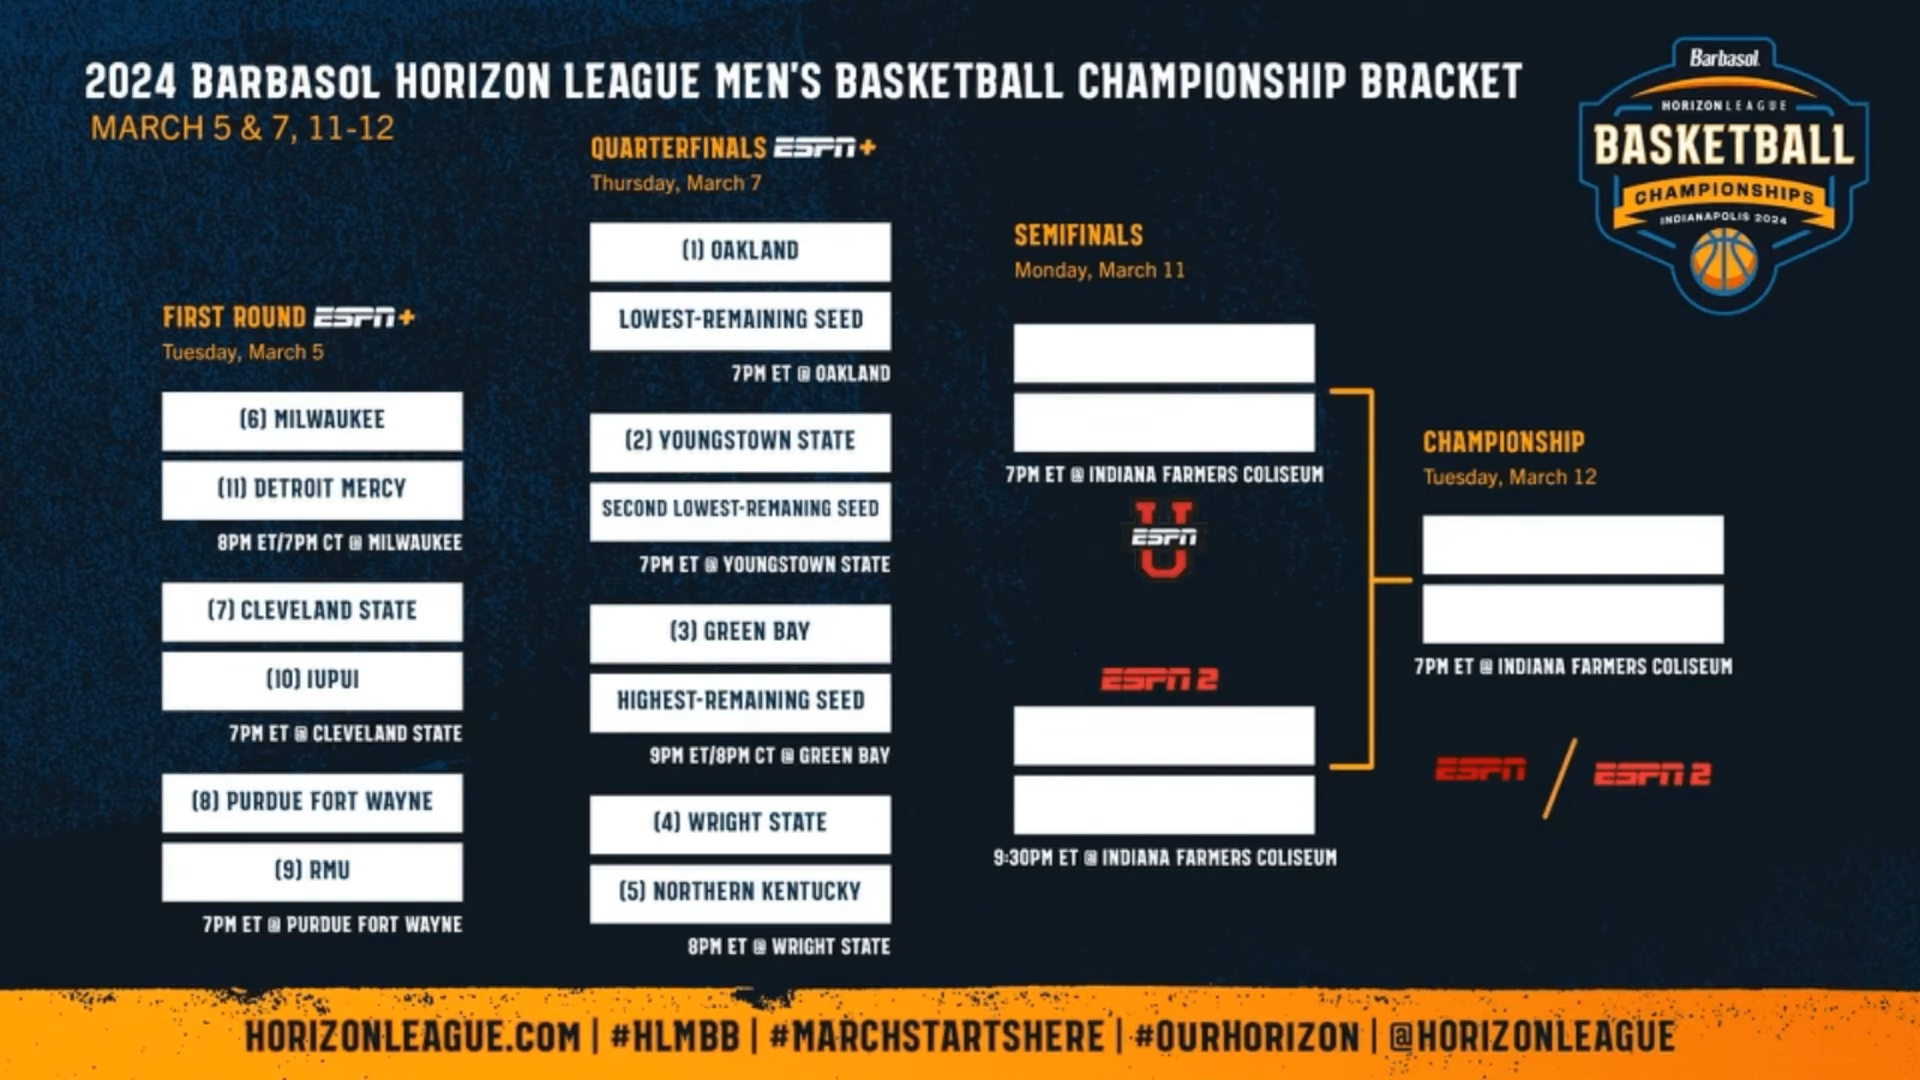 2024 BARBASOL HORIZON LEAGUE MEN'S BASKETBALL CHAMPIONSHIP BRACKET
MARCH 5 & 7, 11-12
Barbasol
HORIZON LEAGUE
BASKETBALL
CHAMPIONSHIPS
INDIANAPOLIS 2024
FIRST ROUND ESPN+
Tuesday, March 5
(6) MILWAUKEE
(11) DETROIT MERCY
8PM ET/7PM CT @ MILWAUKEE
(7) CLEVELAND STATE
(10) IUPUI
7PM ET @ CLEVELAND STATE
(8) PURDUE FORT WAYNE
(9) RMU
7PM ET @ PURDUE FORT WAYNE
QUARTERFINALS ESPN+
Thursday, March 7
(1) OAKLAND
LOWEST-REMAINING SEED
7PM ET @ OAKLAND
(2) YOUNGSTOWN STATE
SECOND LOWEST-REMANING SEED
7PM ET @ YOUNGSTOWN STATE
(3) GREEN BAY
HIGHEST-REMAINING SEED
9PM ET/8PM CT @ GREEN BAY
(4) WRIGHT STATE
(5) NORTHERN KENTUCKY
8PM ET @ WRIGHT STATE
SEMIFINALS
Monday, March 11
7PM ET @ INDIANA FARMERS COLISEUM
ESPN U
ESPN 2
9:30PM ET @ INDIANA FARMERS COLISEUM
CHAMPIONSHIP
Tuesday, March 12
7PM ET @ INDIANA FARMERS COLISEUM
ESPN / ESPN 2
HORIZONLEAGUE.COM | #HLMBB | #MARCHSTARTSHERE | #OURHORIZON | @HORIZONLEAGUE